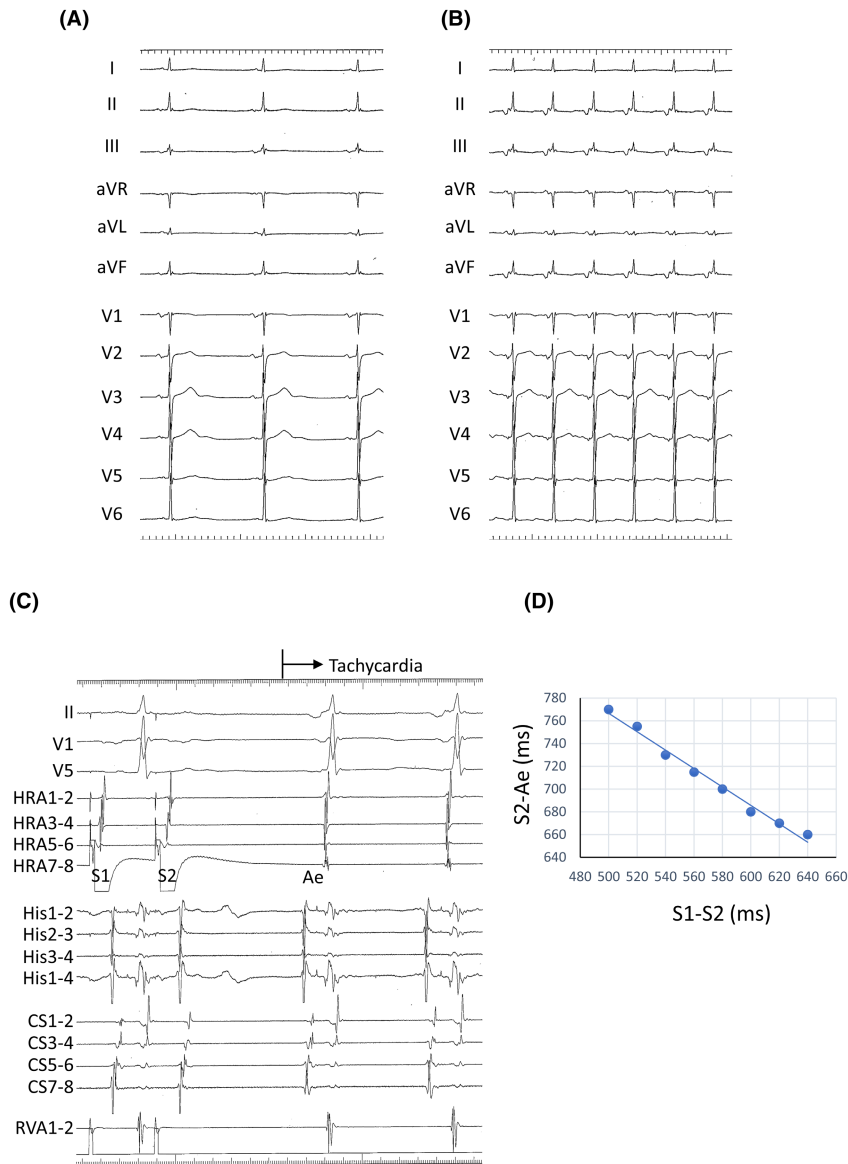 (A)
I
II
III
aVR
aVL
aVF
V1
V2
V3
V4
V5
V6
(B)
I
II
III
aVR
aVL
aVF
V1
V2
V3
V4
V5
V6
(C)
Tachycardia
II
V1
V5
HRA1-2
HRA3-4
HRA5-6
HRA7-8
S1 S2 Ae
His1-2
His2-3
His3-4
His1-4
CS1-2
CS3-4
CS5-6
CS7-8
RVA1-2
(D)
S2-Ae (ms)
780
760
740
720
700
680
660
640
480 500 520 540 560 580 600 620 640 660
S1-S2 (ms)